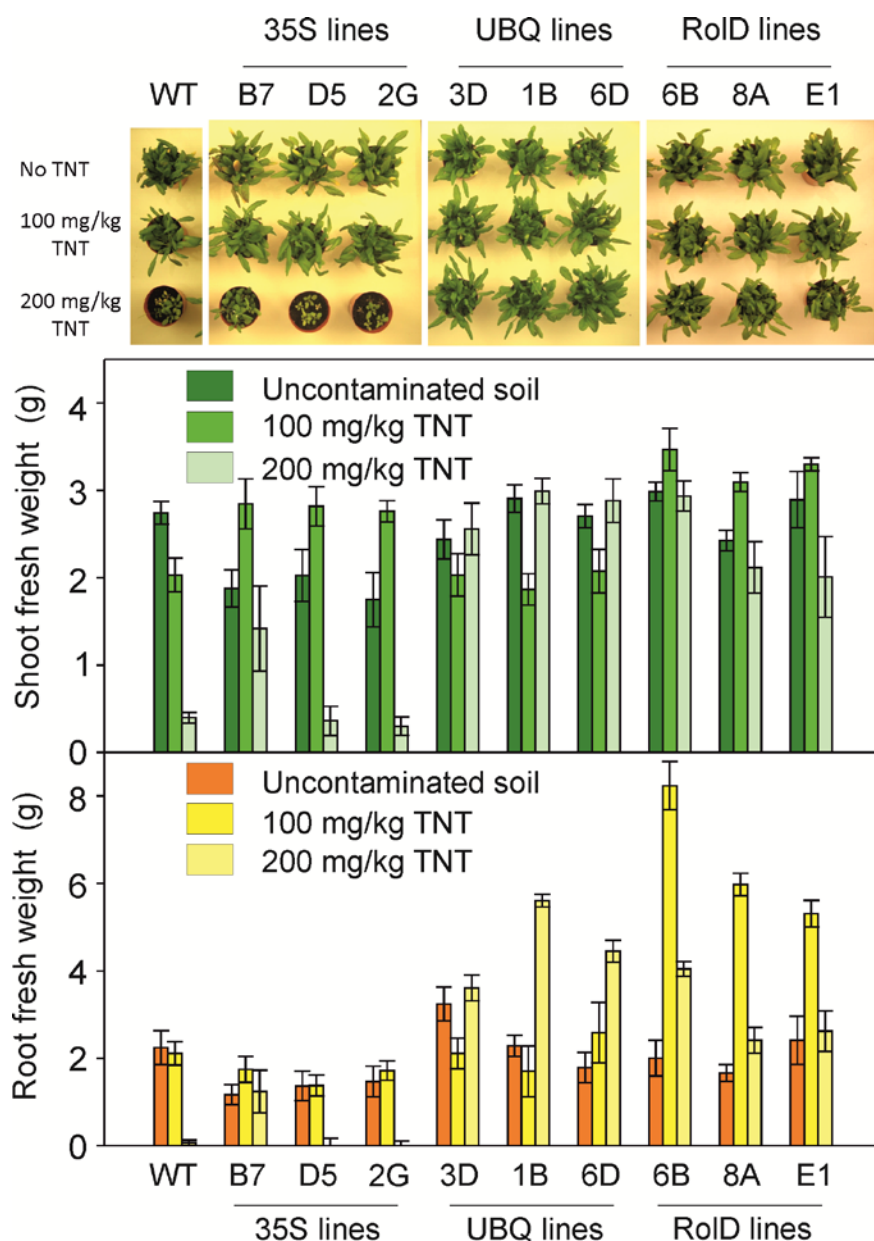 35S lines UBQ lines RolD lines
WT B7 D5 2G 3D 1B 6D 6B 8A E1
No TNT
100 mg/kg
TNT
200 mg/kg
TNT
Shoot fresh weight (g)
4
3
2
1
0
Uncontaminated soil
100 mg/kg TNT
200 mg/kg TNT
Root fresh weight (g)
8
6
4
2
0
Uncontaminated soil
100 mg/kg TNT
200 mg/kg TNT
WT B7 D5 2G 3D 1B 6D 6B 8A E1
35S lines UBQ lines RolD lines